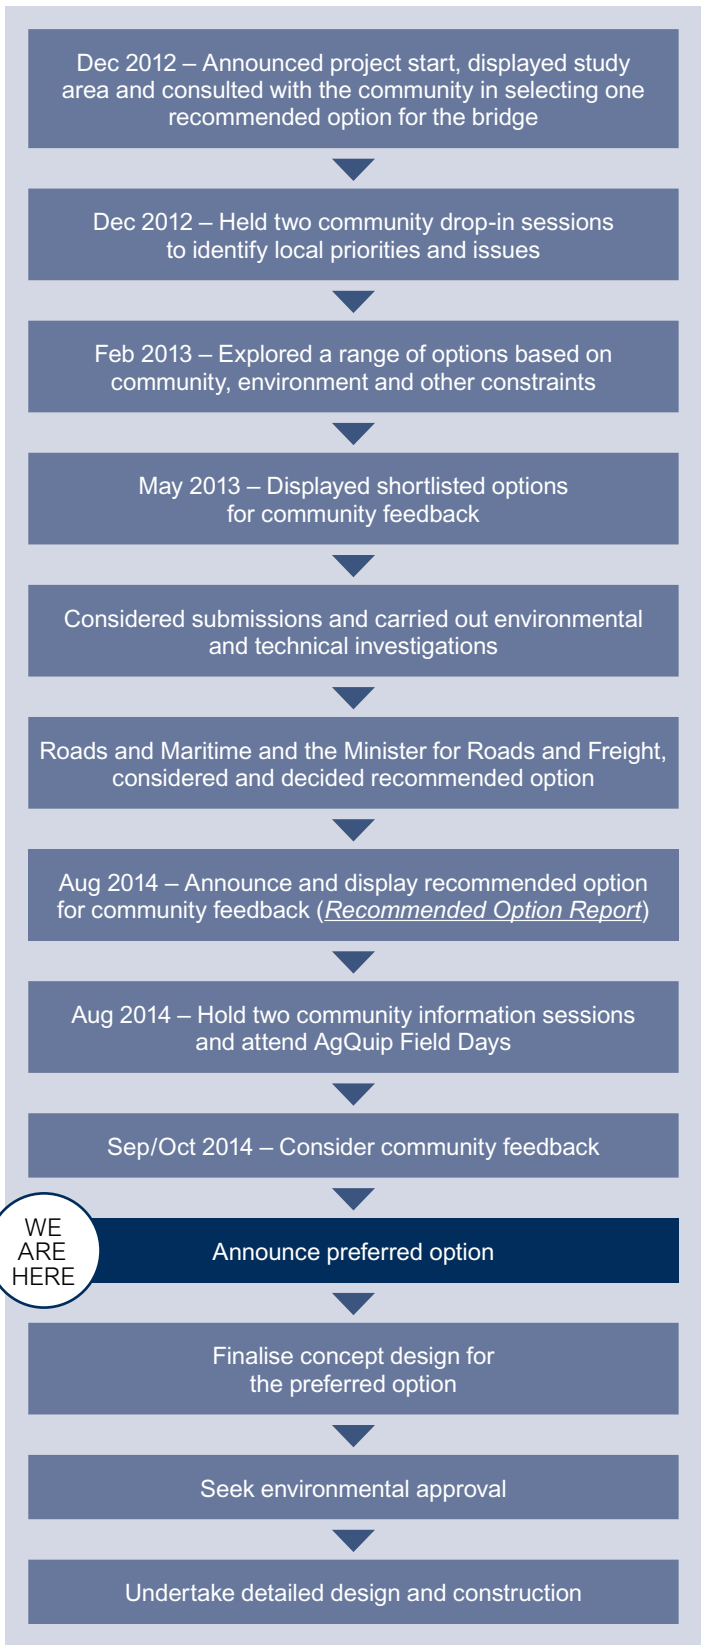 Dec 2012 – Announced project start, displayed study
area and consulted with the community in selecting one
recommended option for the bridge
Dec 2012 – Held two community drop-in sessions
to identify local priorities and issues
Feb 2013 – Explored a range of options based on
community, environment and other constraints
May 2013 – Displayed shortlisted options
for community feedback
Considered submissions and carried out environmental
and technical investigations
Roads and Maritime and the Minister for Roads and Freight,
considered and decided recommended option
Aug 2014 – Announce and display recommended option
for community feedback (Recommended Option Report)
Aug 2014 – Hold two community information sessions
and attend AgQuip Field Days
Sep/Oct 2014 – Consider community feedback
WE
ARE
HERE
Announce preferred option
Finalise concept design for
the preferred option
Seek environmental approval
Undertake detailed design and construction